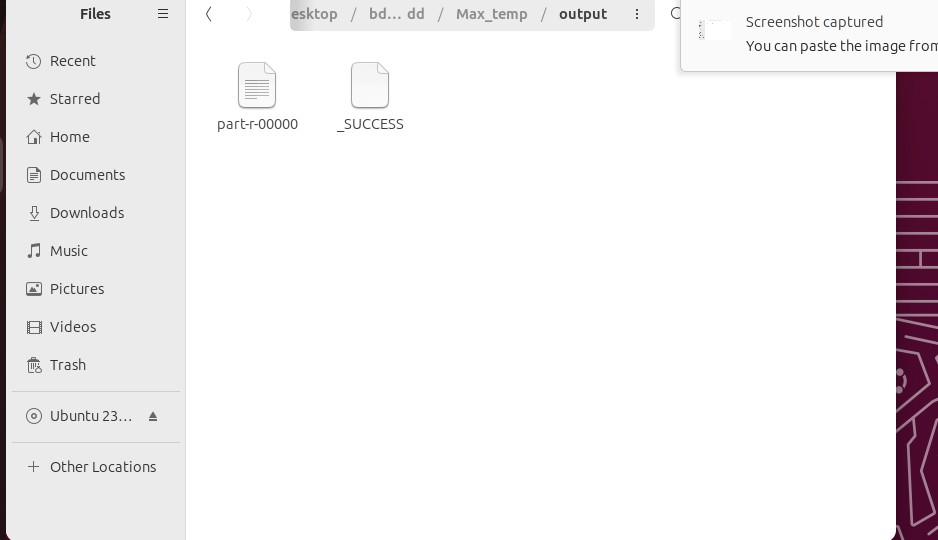 Files
esktop / bd... dd / Max_temp / output
Screenshot captured
You can paste the image from
Recent
Starred
Home
Documents
Downloads
Music
Pictures
Videos
Trash
Ubuntu 23...
Other Locations
part-r-00000
_SUCCESS